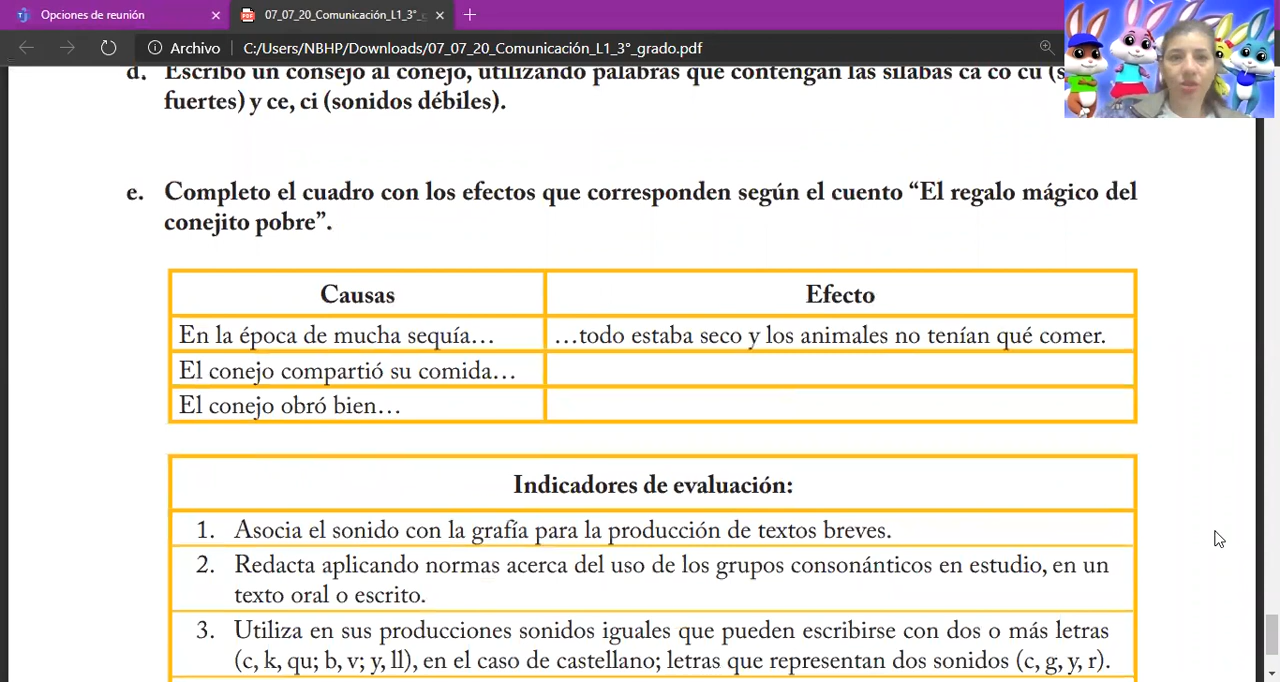 Opciones de reunión
07_07_20_Comunicación_L1_3°_g
Archivo
C:/Users/NBHP/Downloads/07_07_20_Comunicación_L1_3°_grado.pdf
d. Escribo un consejo al conejo, utilizando palabras que contengan las sílabas ca co cu
fuertes) y ce, ci (sonidos débiles).
e. Completo el cuadro con los efectos que corresponden según el cuento “El regalo mágico del
conejito pobre”.
Causas Efecto
En la época de mucha sequía… …todo estaba seco y los animales no tenían qué comer.
El conejo compartió su comida…
El conejo obró bien…
Indicadores de evaluación:
1. Asocia el sonido con la grafía para la producción de textos breves.
2. Redacta aplicando normas acerca del uso de los grupos consonánticos en estudio, en un
texto oral o escrito.
3. Utiliza en sus producciones sonidos iguales que pueden escribirse con dos o más letras
(c, k, qu; b, v; y, ll), en el caso de castellano; letras que representan dos sonidos (c, g, y, r).